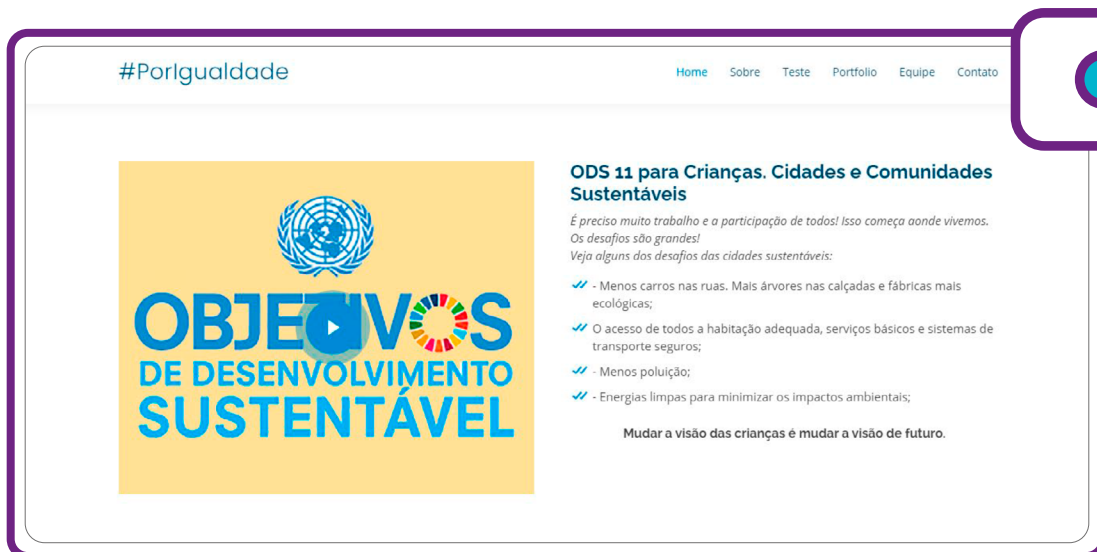 #PorIgualdade
Home Sobre Teste Portfolio Equipe Contato
OBJETIVOS
DE DESENVOLVIMENTO
SUSTENTÁVEL
ODS 11 para Crianças. Cidades e Comunidades
Sustentáveis
É preciso muito trabalho e a participação de todos! Isso começa aonde vivemos.
Os desafios são grandes!
Veja alguns dos desafios das cidades sustentáveis:
- Menos carros nas ruas. Mais árvores nas calçadas e fábricas mais
ecológicas;
O acesso de todos a habitação adequada, serviços básicos e sistemas de
transporte seguros;
- Menos poluição;
- Energias limpas para minimizar os impactos ambientais;
Mudar a visão das crianças é mudar a visão de futuro.